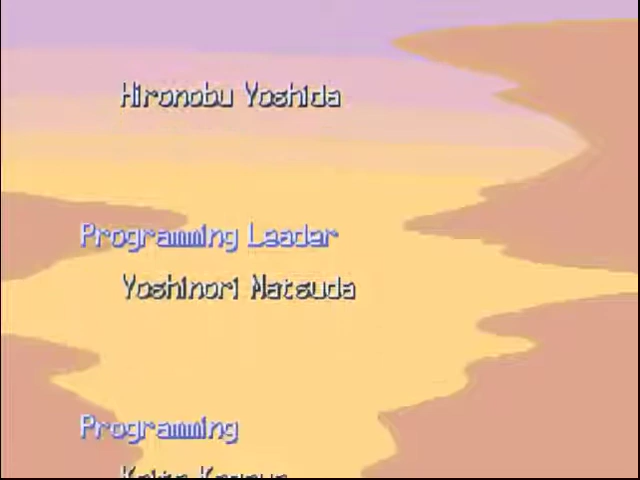 Hironobu Yoshida
Programming Leader
Yoshinori Matsuda
Programming